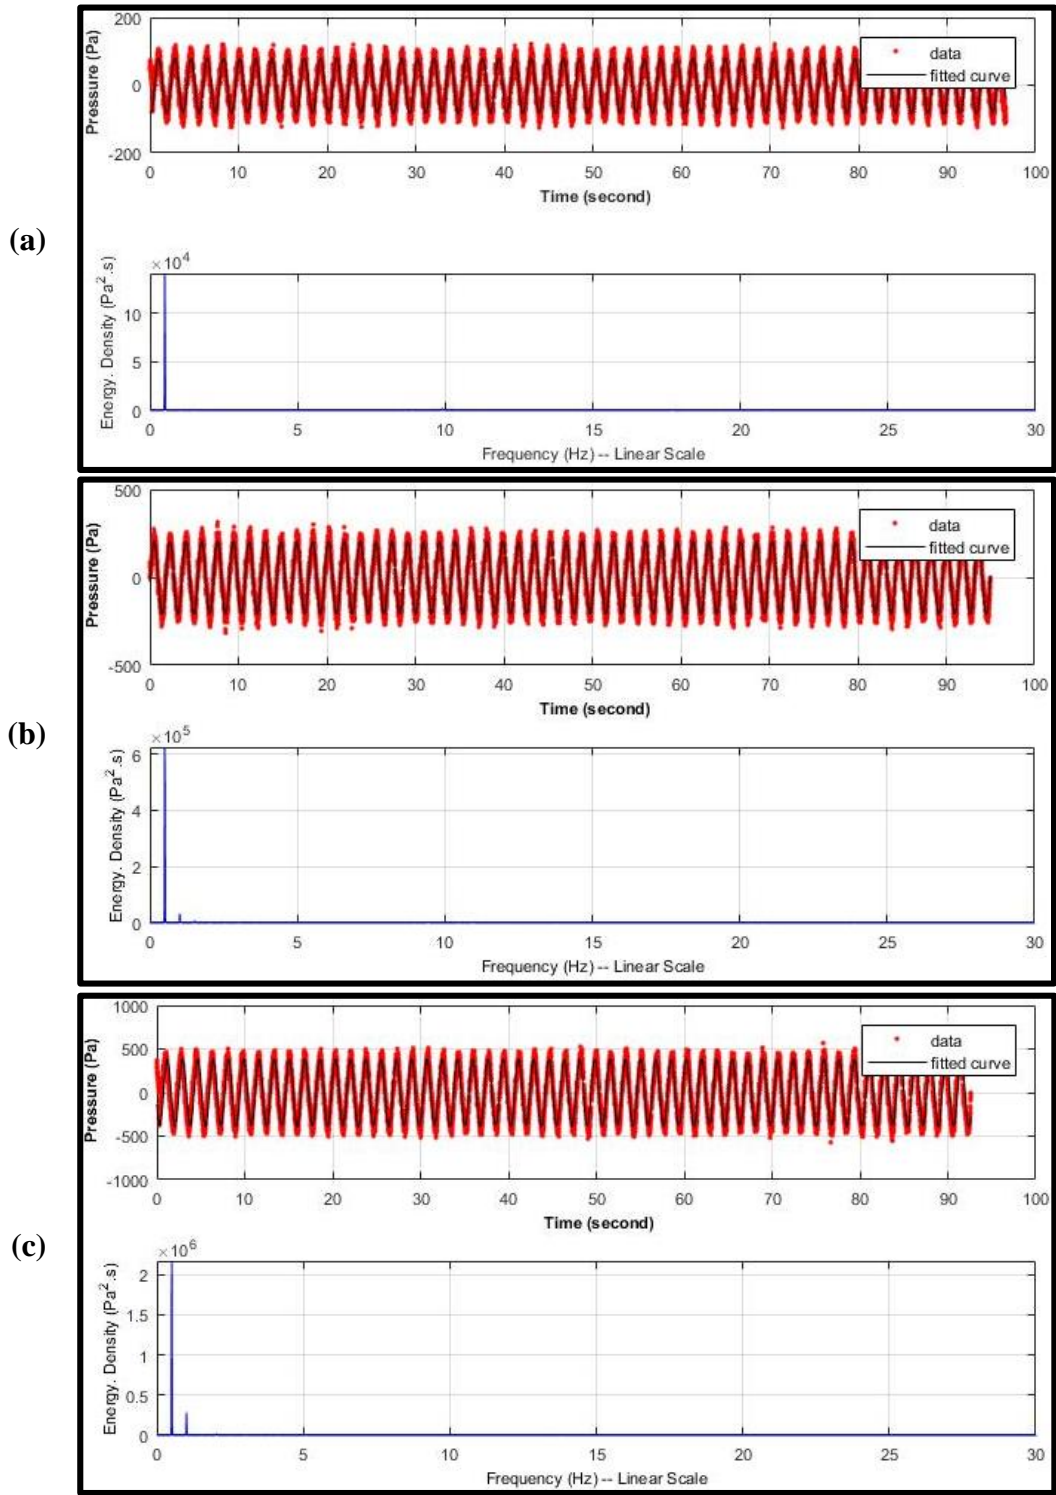 (a)
200
0
-200
Pressure (Pa)
data
fitted curve
0 10 20 30 40 50 60 70 80 90 100
Time (second)
×10⁴
10
5
0
Energy. Density (Pa².s)
0 5 10 15 20 25 30
Frequency (Hz) -- Linear Scale
(b)
500
0
-500
Pressure (Pa)
data
fitted curve
0 10 20 30 40 50 60 70 80 90 100
Time (second)
×10⁵
6
4
2
0
Energy. Density (Pa².s)
0 5 10 15 20 25 30
Frequency (Hz) -- Linear Scale
(c)
1000
500
0
-500
-1000
Pressure (Pa)
data
fitted curve
0 10 20 30 40 50 60 70 80 90 100
Time (second)
×10⁶
2
1.5
1
0.5
0
Energy. Density (Pa².s)
0 5 10 15 20 25 30
Frequency (Hz) -- Linear Scale